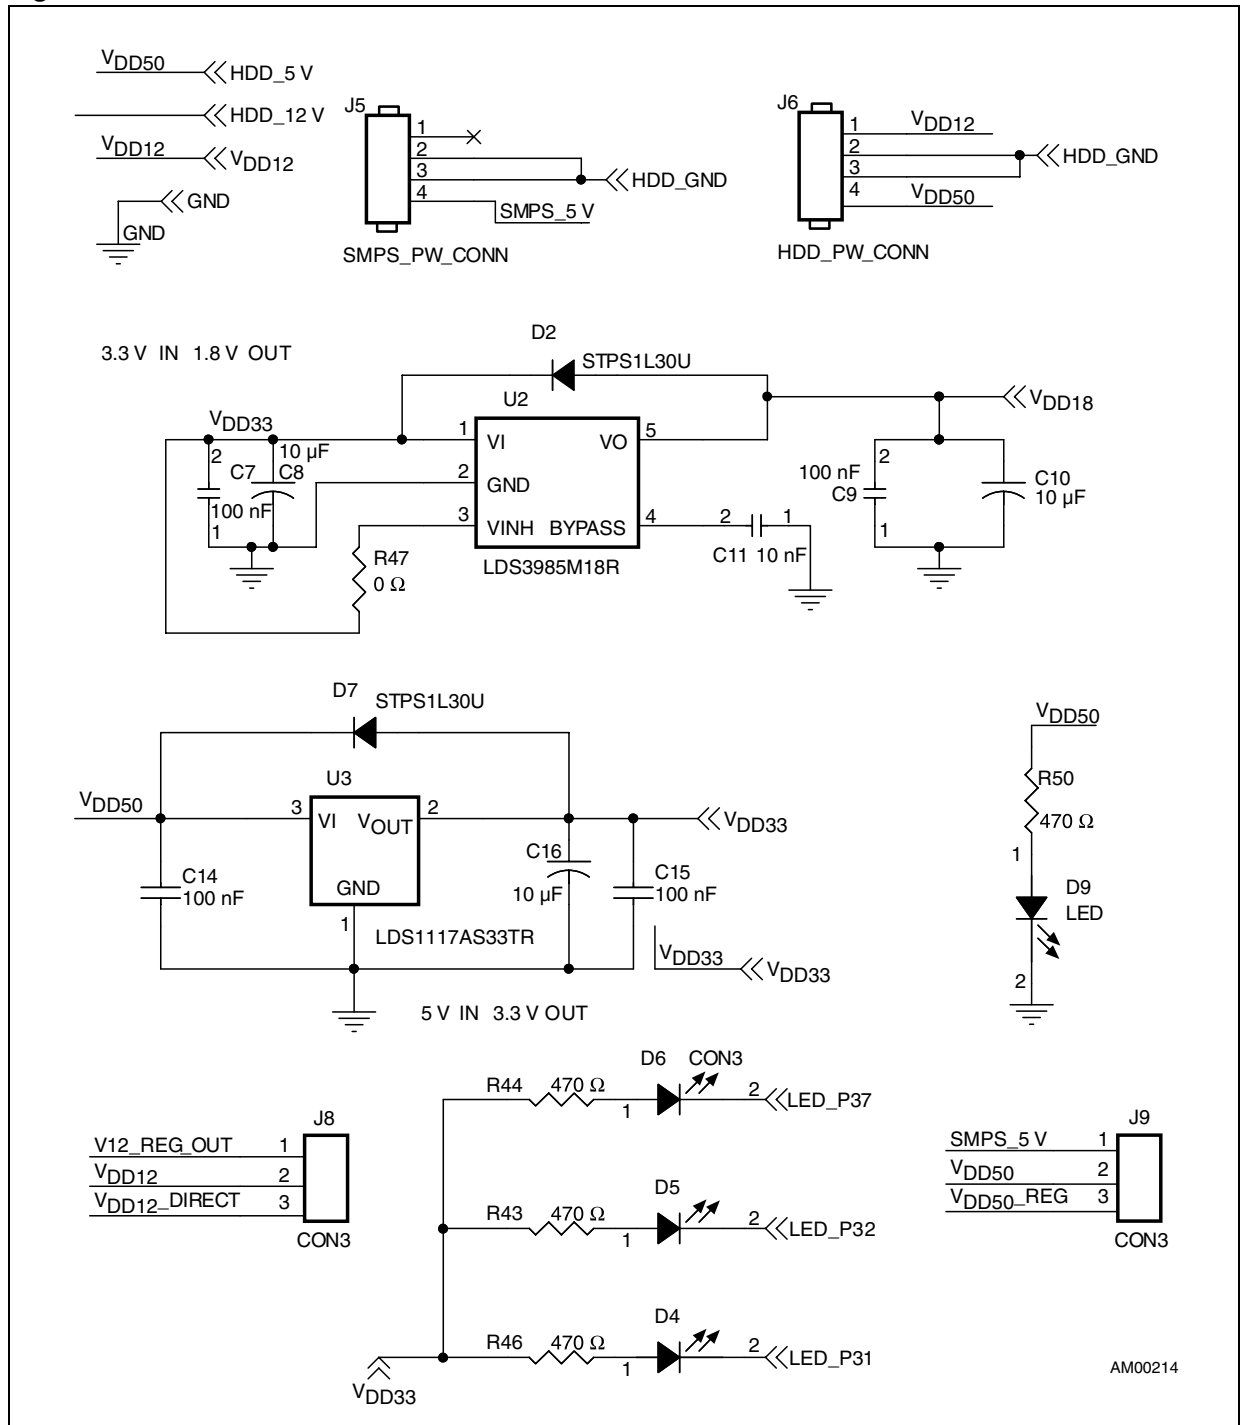 VDD50
HDD_5 V
HDD_12 V
VDD12
VDD12
GND
GND
J5
1
2
3
4
HDD_GND
SMPS_5 V
SMPS_PW_CONN
J6
1
2
3
4
VDD12
HDD_GND
VDD50
HDD_PW_CONN
3.3 V IN 1.8 V OUT
D2
STPS1L30U
U2
VDD33
1
VI
VO
5
VDD18
2
10 µF
C7
C8
100 nF
1
2
GND
3
VINH
BYPASS
4
2
1
C11 10 nF
LDS3985M18R
R47
0 Ω
2
100 nF
C9
1
C10
10 µF
D7
STPS1L30U
U3
VDD50
3
VI
VOUT
2
VDD33
GND
1
C14
100 nF
C16
10 µF
C15
100 nF
LDS1117AS33TR
VDD33
VDD33
5 V IN 3.3 V OUT
VDD50
R50
470 Ω
1
D9
LED
2
J8
V12_REG_OUT
1
VDD12
2
VDD12_DIRECT
3
CON3
D6
CON3
R44
470 Ω
1
2
LED_P37
D5
R43
470 Ω
1
2
LED_P32
D4
R46
470 Ω
1
2
LED_P31
VDD33
J9
SMPS_5 V
1
VDD50
2
VDD50_REG
3
CON3
AM00214